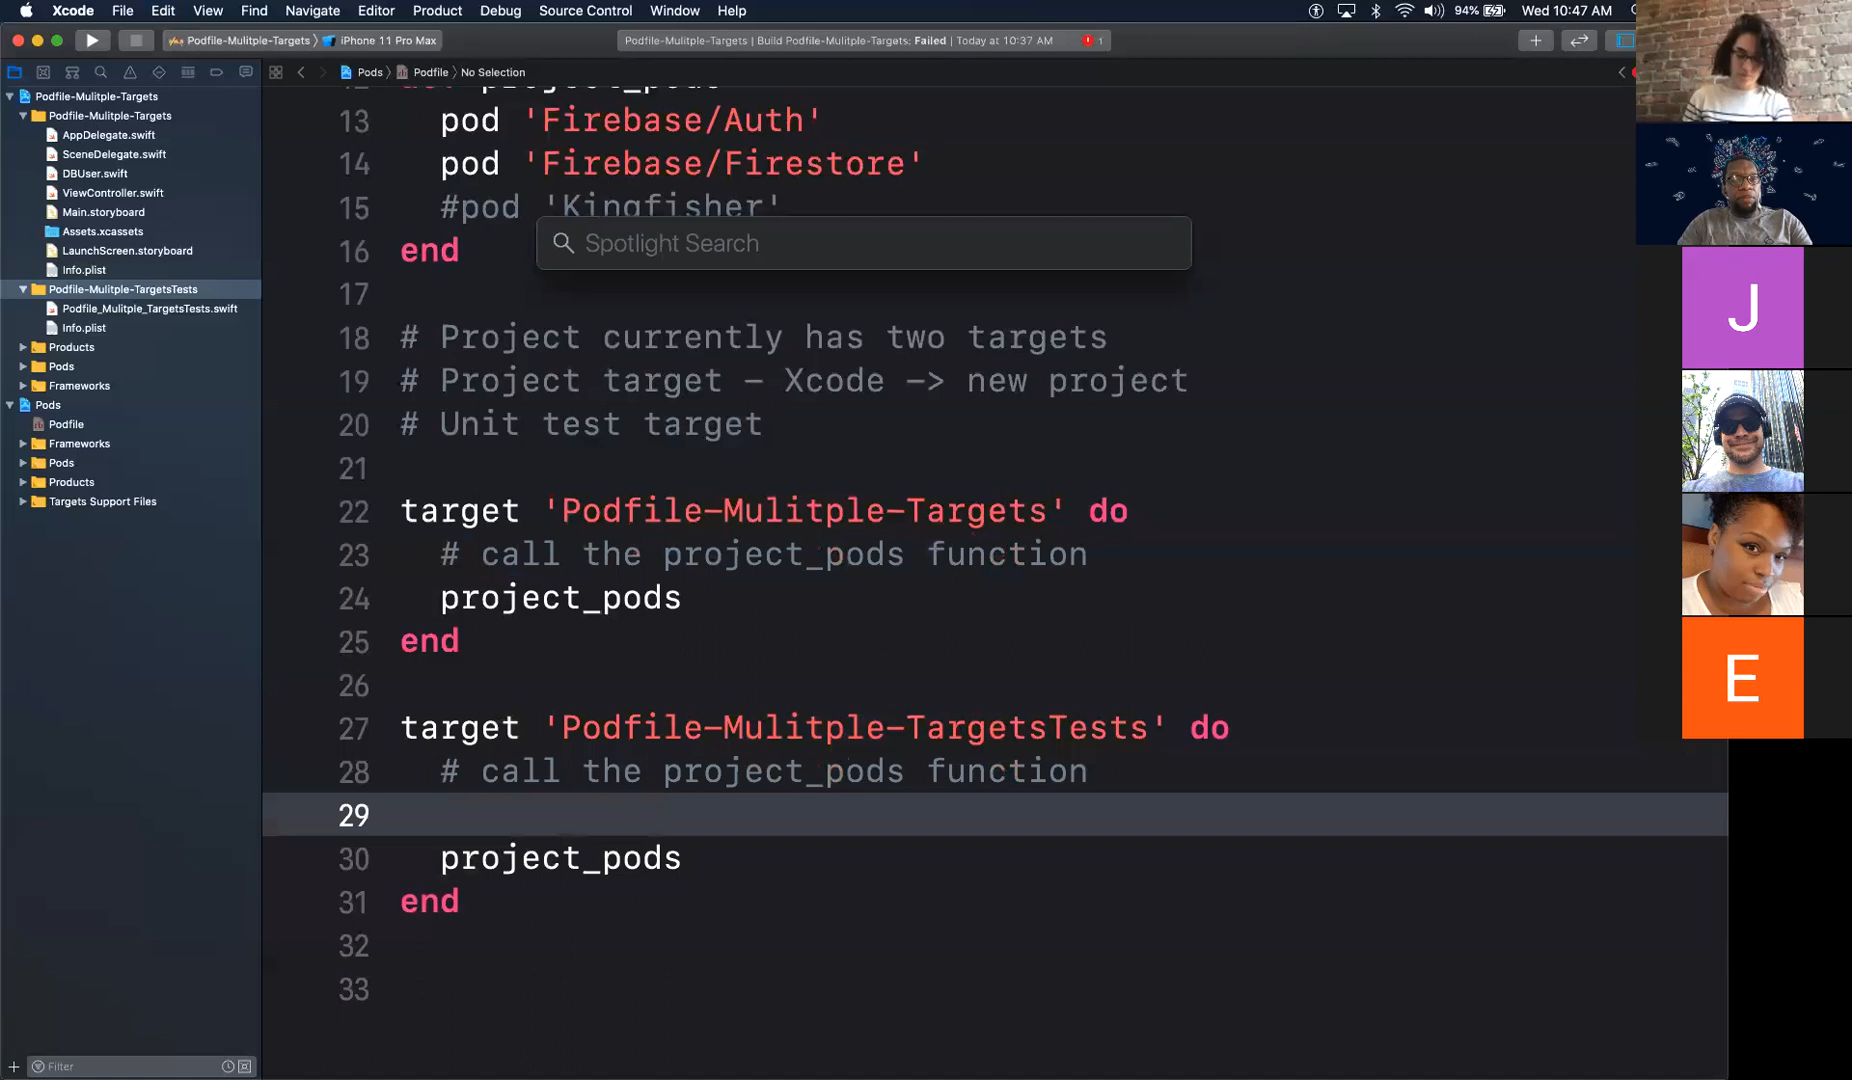 Xcode File Edit View Find Navigate Editor Product Debug Source Control Window Help
94% Wed 10:47 AM
Podfile-Mulitple-Targets iPhone 11 Pro Max
Podfile-Mulitple-Targets | Build Podfile-Mulitple-Targets: Failed | Today at 10:37 AM 1
Pods Podfile No Selection
Podfile-Mulitple-Targets
Podfile-Mulitple-Targets
AppDelegate.swift
SceneDelegate.swift
DBUser.swift
ViewController.swift
Main.storyboard
Assets.xcassets
LaunchScreen.storyboard
Info.plist
Podfile-Mulitple-TargetsTests
Podfile_Mulitple_TargetsTests.swift
Info.plist
Products
Pods
Frameworks
Pods
Podfile
Frameworks
Pods
Products
Targets Support Files
Filter
13 pod 'Firebase/Auth'
14 pod 'Firebase/Firestore'
15 #pod 'Kingfisher'
16 end
Spotlight Search
17
18 # Project currently has two targets
19 # Project target – Xcode –> new project
20 # Unit test target
21
22 target 'Podfile–Mulitple–Targets' do
23 # call the project_pods function
24 project_pods
25 end
26
27 target 'Podfile–Mulitple–TargetsTests' do
28 # call the project_pods function
29
30 project_pods
31 end
32
33
J
E